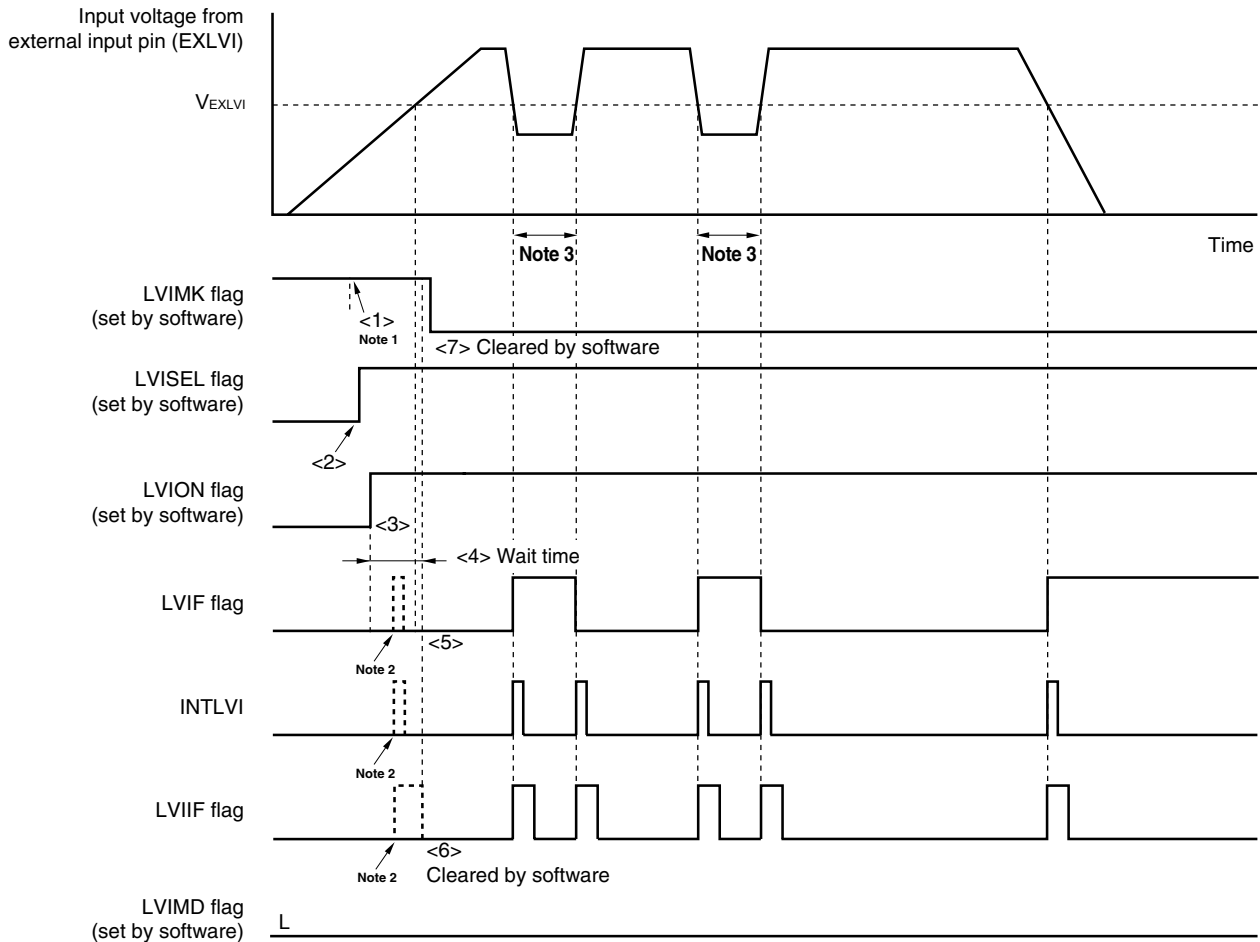 Input voltage from
external input pin (EXLVI)
VEXLVI
Note 3
Note 3
Time
LVIMK flag
(set by software)
<1>
Note 1
<7> Cleared by software
LVISEL flag
(set by software)
<2>
LVION flag
(set by software)
<3>
<4> Wait time
LVIF flag
<5>
Note 2
INTLVI
Note 2
LVIIF flag
<6>
Cleared by software
Note 2
LVIMD flag
(set by software)
L